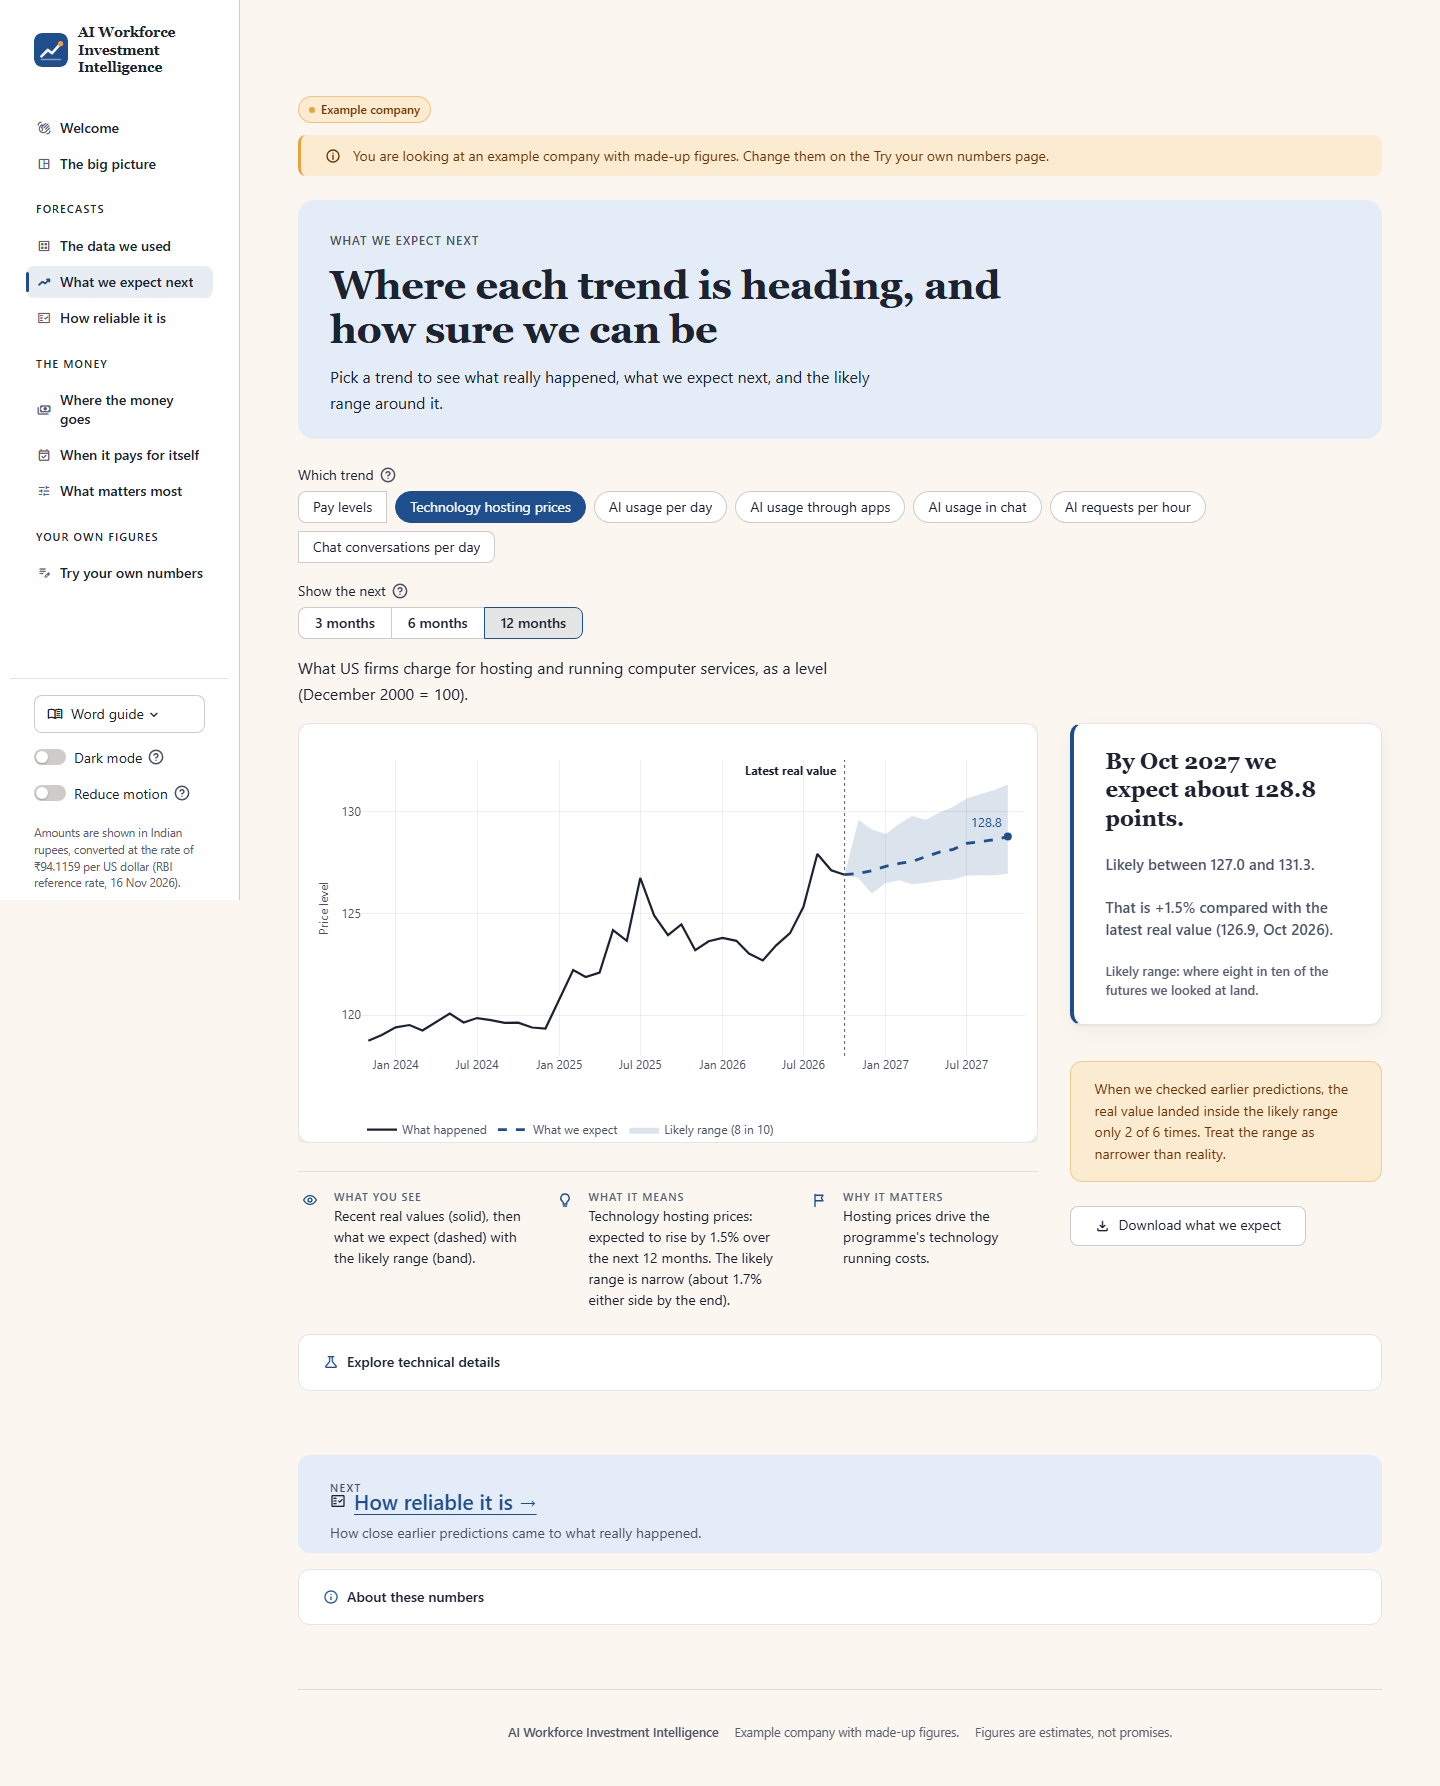 AI Workforce
Investment
Intelligence
Welcome
The big picture
FORECASTS
The data we used
What we expect next
How reliable it is
THE MONEY
Where the money
goes
When it pays for itself
What matters most
YOUR OWN FIGURES
Try your own numbers
Word guide
Dark mode
Reduce motion
Amounts are shown in Indian
rupees, converted at the rate of
₹94.1159 per US dollar (RBI
reference rate, 16 Nov 2026).
Example company
You are looking at an example company with made-up figures. Change them on the Try your own numbers page.
WHAT WE EXPECT NEXT
Where each trend is heading, and
how sure we can be
Pick a trend to see what really happened, what we expect next, and the likely
range around it.
Which trend
Pay levels
Technology hosting prices
AI usage per day
AI usage through apps
AI usage in chat
AI requests per hour
Chat conversations per day
Show the next
3 months
6 months
12 months
What US firms charge for hosting and running computer services, as a level
(December 2000 = 100).
Latest real value
128.8
130
125
120
Price level
Jan 2024
Jul 2024
Jan 2025
Jul 2025
Jan 2026
Jul 2026
Jan 2027
Jul 2027
What happened
What we expect
Likely range (8 in 10)
By Oct 2027 we
expect about 128.8
points.
Likely between 127.0 and 131.3.
That is +1.5% compared with the
latest real value (126.9, Oct 2026).
Likely range: where eight in ten of the
futures we looked at land.
When we checked earlier predictions, the
real value landed inside the likely range
only 2 of 6 times. Treat the range as
narrower than reality.
Download what we expect
WHAT YOU SEE
Recent real values (solid), then
what we expect (dashed) with
the likely range (band).
WHAT IT MEANS
Technology hosting prices:
expected to rise by 1.5% over
the next 12 months. The likely
range is narrow (about 1.7%
either side by the end).
WHY IT MATTERS
Hosting prices drive the
programme's technology
running costs.
Explore technical details
NEXT
How reliable it is →
How close earlier predictions came to what really happened.
About these numbers
AI Workforce Investment Intelligence
Example company with made-up figures.
Figures are estimates, not promises.